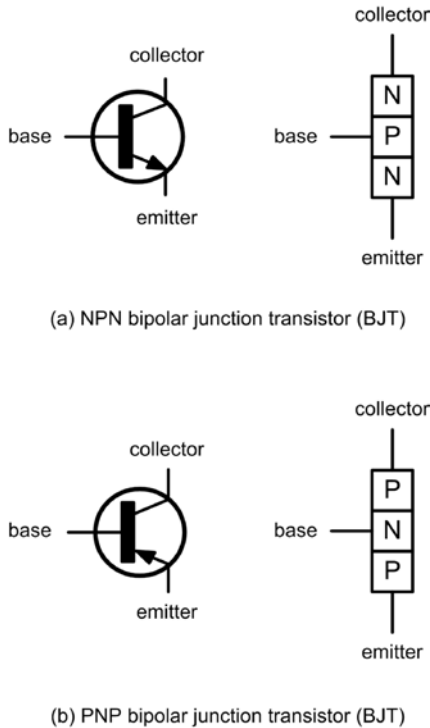 collector
base
emitter
collector
N
base
P
N
emitter
(a) NPN bipolar junction transistor (BJT)
collector
base
emitter
collector
P
base
N
P
emitter
(b) PNP bipolar junction transistor (BJT)